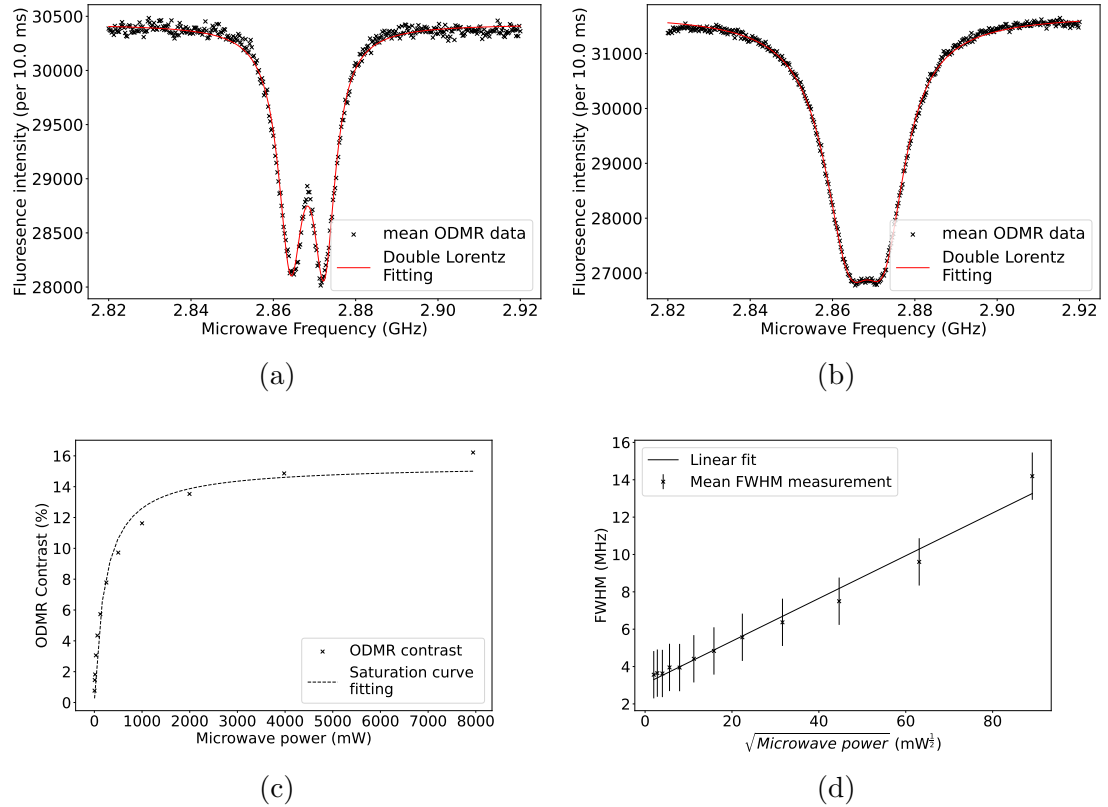 30500
30000
29500
29000
28500
28000
Fluoresence intensity (per 10.0 ms)
2.82 2.84 2.86 2.88 2.90 2.92
Microwave Frequency (GHz)
mean ODMR data
Double Lorentz
Fitting
(a)
31000
30000
29000
28000
27000
Fluoresence intensity (per 10.0 ms)
2.82 2.84 2.86 2.88 2.90 2.92
Microwave Frequency (GHz)
mean ODMR data
Double Lorentz
Fitting
(b)
16
14
12
10
8
6
4
2
0
ODMR Contrast (%)
0 1000 2000 3000 4000 5000 6000 7000 8000
Microwave power (mW)
ODMR contrast
Saturation curve
fitting
(c)
16
14
12
10
8
6
4
2
FWHM (MHz)
0 20 40 60 80
√Microwave power (mW^1/2)
Linear fit
Mean FWHM measurement
(d)